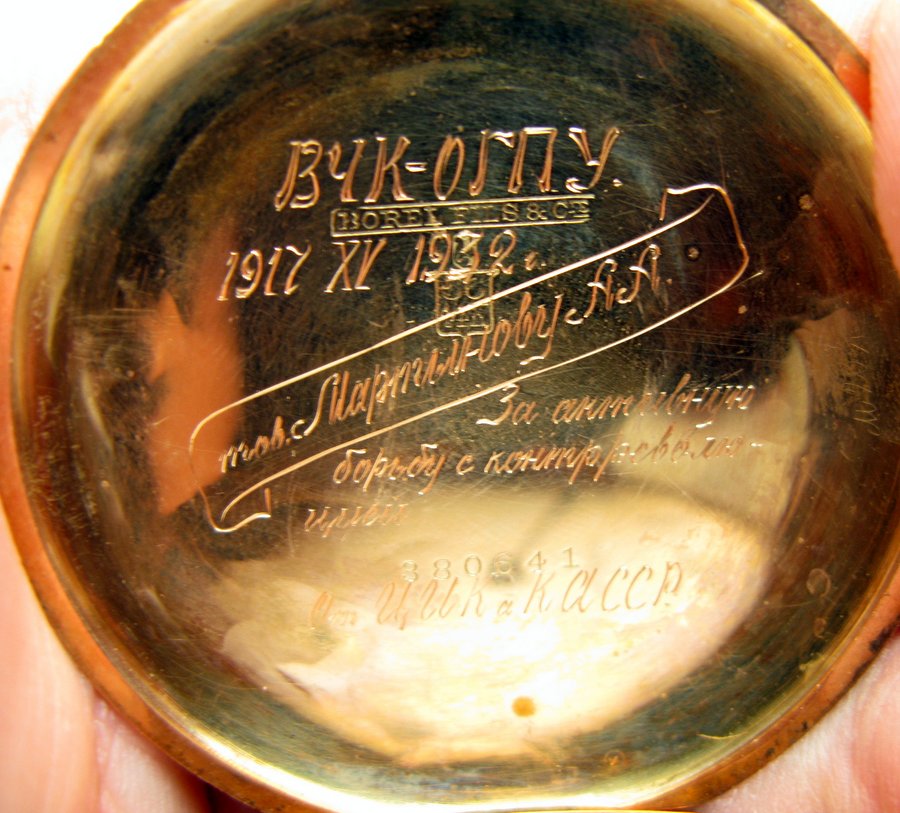 ВЧК-ОГПУ.
BOREL FILS & CIE
1917 XV 1932 г.
тов. Мартынову А.А.
За активную
борьбу с контрреволю-
цией
380641
От ЦИК а КАССР